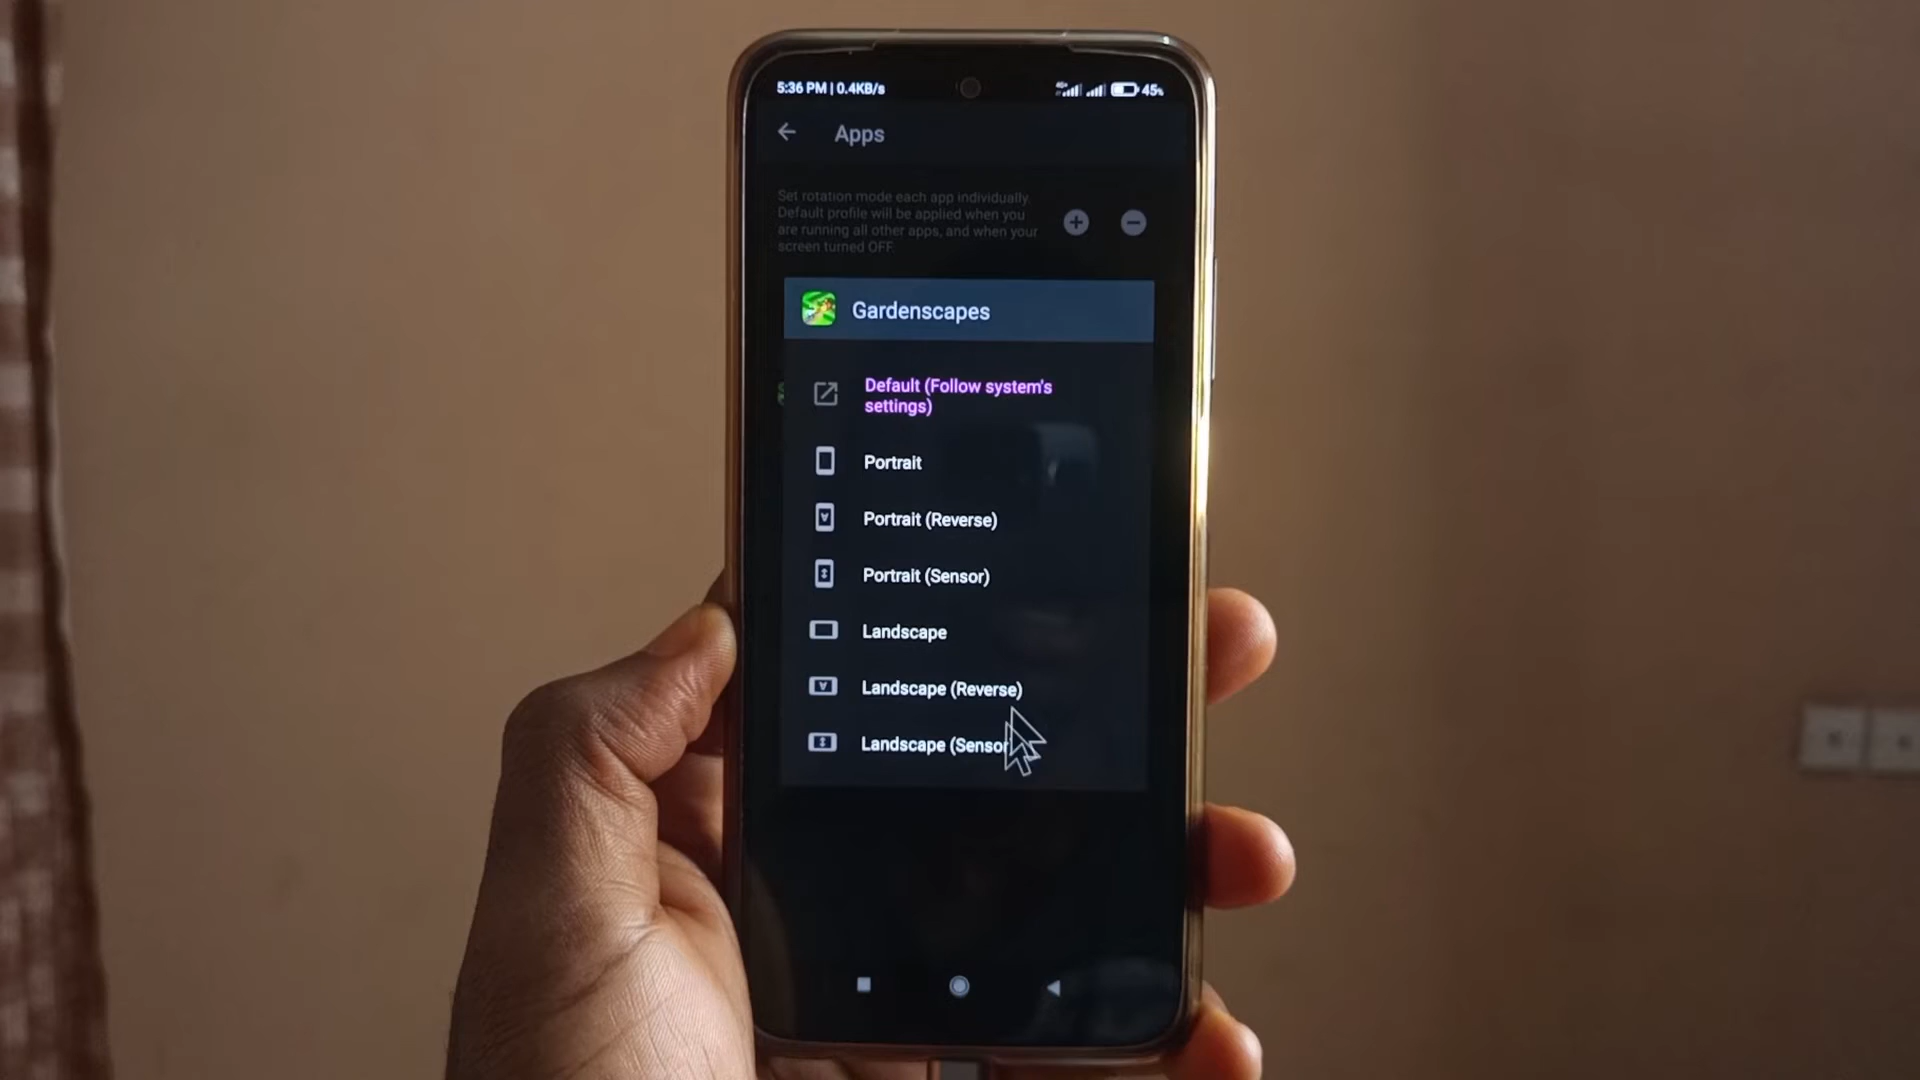 5:36 PM | 0.4KB/s
45%
Apps
Set rotation mode each app individually.
Default profile will be applied when you
are running all other apps, and when your
screen turned OFF.
Gardenscapes
Default (Follow system's
settings)
Portrait
Portrait (Reverse)
Portrait (Sensor)
Landscape
Landscape (Reverse)
Landscape (Sensor